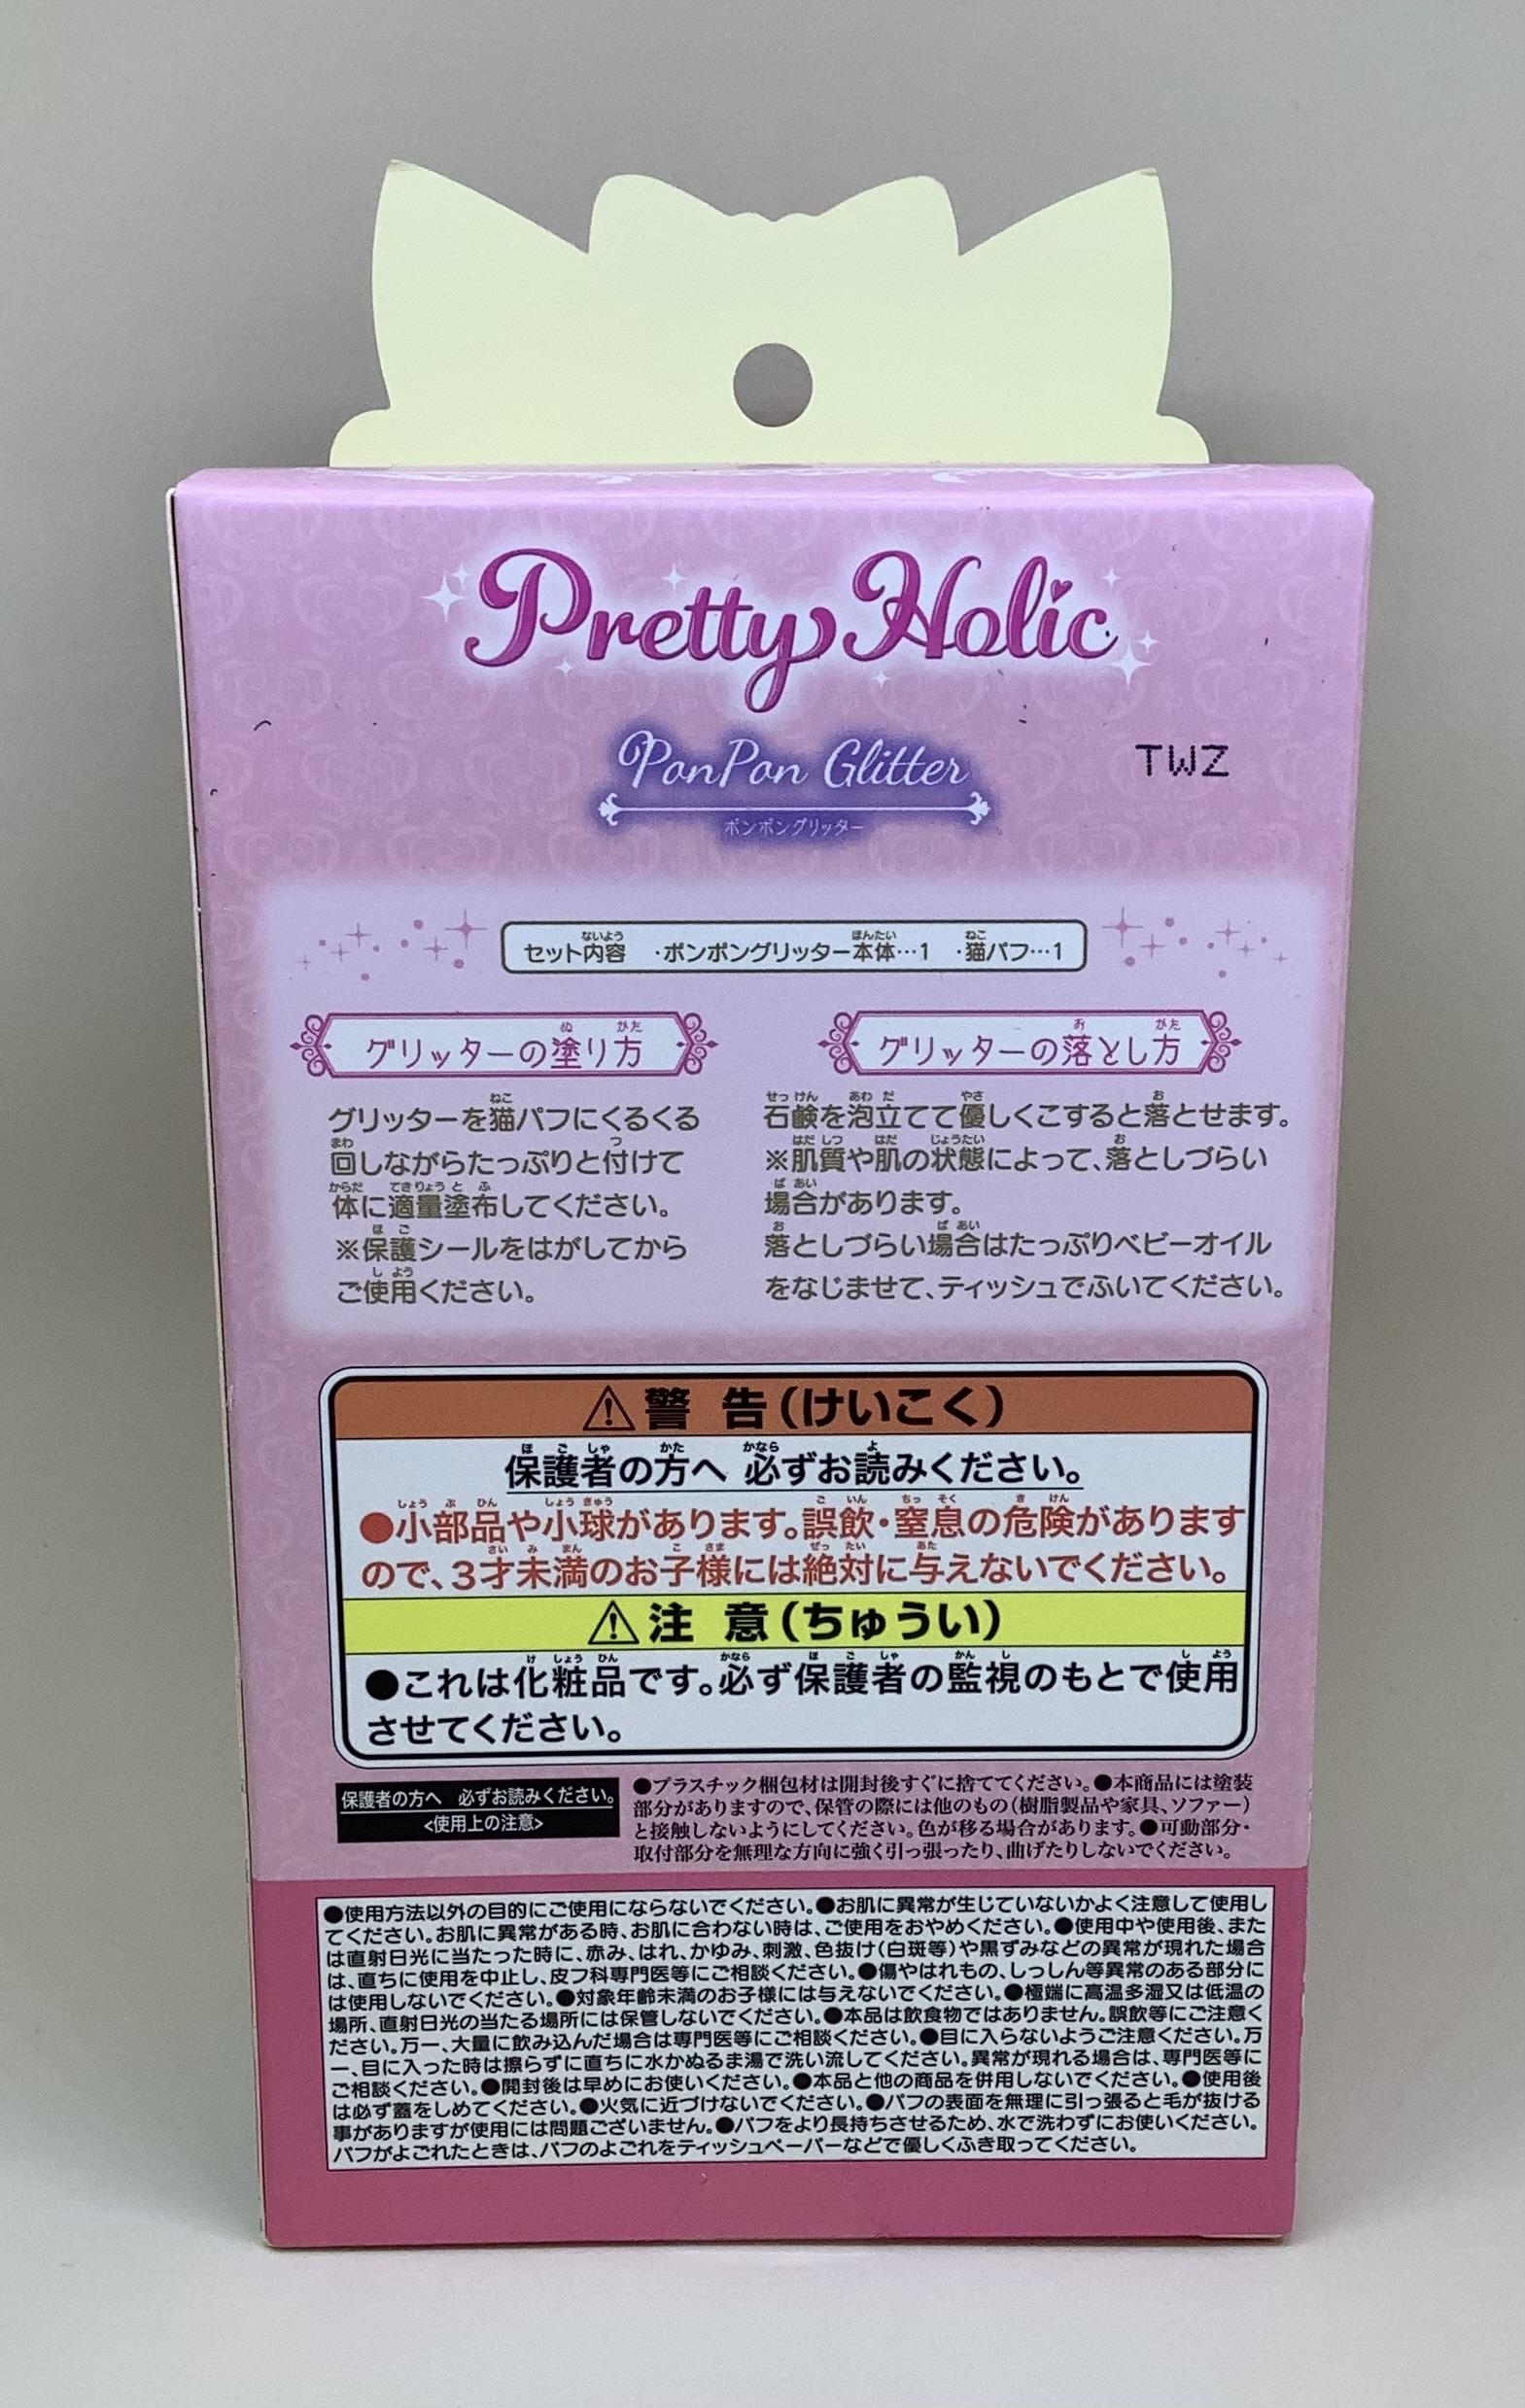 Pretty Holic
PonPon Glitter
TWZ
ポンポングリッター
セット内容 ・ポンポングリッター本体…1 ・猫パフ…1
グリッターの塗り方
グリッターを猫パフにくるくる
回しながらたっぷりと付けて
体に適量塗布してください。
※保護シールをはがしてから
ご使用ください。
グリッターの落とし方
石鹸を泡立てて優しくこすると落とせます。
※肌質や肌の状態によって、落としづらい
場合があります。
落としづらい場合はたっぷりベビーオイル
をなじませて、ティッシュでふいてください。
⚠警 告(けいこく)
保護者の方へ 必ずお読みください。
●小部品や小球があります。誤飲・窒息の危険があります
ので、3才未満のお子様には絶対に与えないでください。
⚠注 意(ちゅうい)
●これは化粧品です。必ず保護者の監視のもとで使用
させてください。
保護者の方へ 必ずお読みください。
<使用上の注意>
●プラスチック梱包材は開封後すぐに捨ててください。●本商品には塗装
部分がありますので、保管の際には他のもの(樹脂製品や家具、ソファー)
と接触しないようにしてください。色が移る場合があります。●可動部分・
取付部分を無理な方向に強く引っ張ったり、曲げたりしないでください。
●使用方法以外の目的にご使用にならないでください。●お肌に異常が生じていないかよく注意して使用し
てください。お肌に異常がある時、お肌に合わない時は、ご使用をおやめください。●使用中や使用後、また
は直射日光に当たった時に、赤み、はれ、かゆみ、刺激、色抜け(白斑等)や黒ずみなどの異常が現れた場合
は、直ちに使用を中止し、皮フ科専門医等にご相談ください。●傷やはれもの、しっしん等異常のある部分に
は使用しないでください。●対象年齢未満のお子様には与えないでください。●極端に高温多湿又は低温の
場所、直射日光の当たる場所には保管しないでください。●本品は飲食物ではありません。誤飲等にご注意く
ださい。万一、大量に飲み込んだ場合は専門医等にご相談ください。●目に入らないようご注意ください。万
一、目に入った時は擦らずに直ちに水かぬるま湯で洗い流してください。異常が現れる場合は、専門医等に
ご相談ください。●開封後は早めにお使いください。●本品と他の商品を併用しないでください。●使用後
は必ず蓋をしめてください。●火気に近づけないでください。●パフの表面を無理に引っ張ると毛が抜ける
事がありますが使用には問題ございません。●パフをより長持ちさせるため、水で洗わずにお使いください。
パフがよごれたときは、パフのよごれをティッシュペーパーなどで優しくふき取ってください。